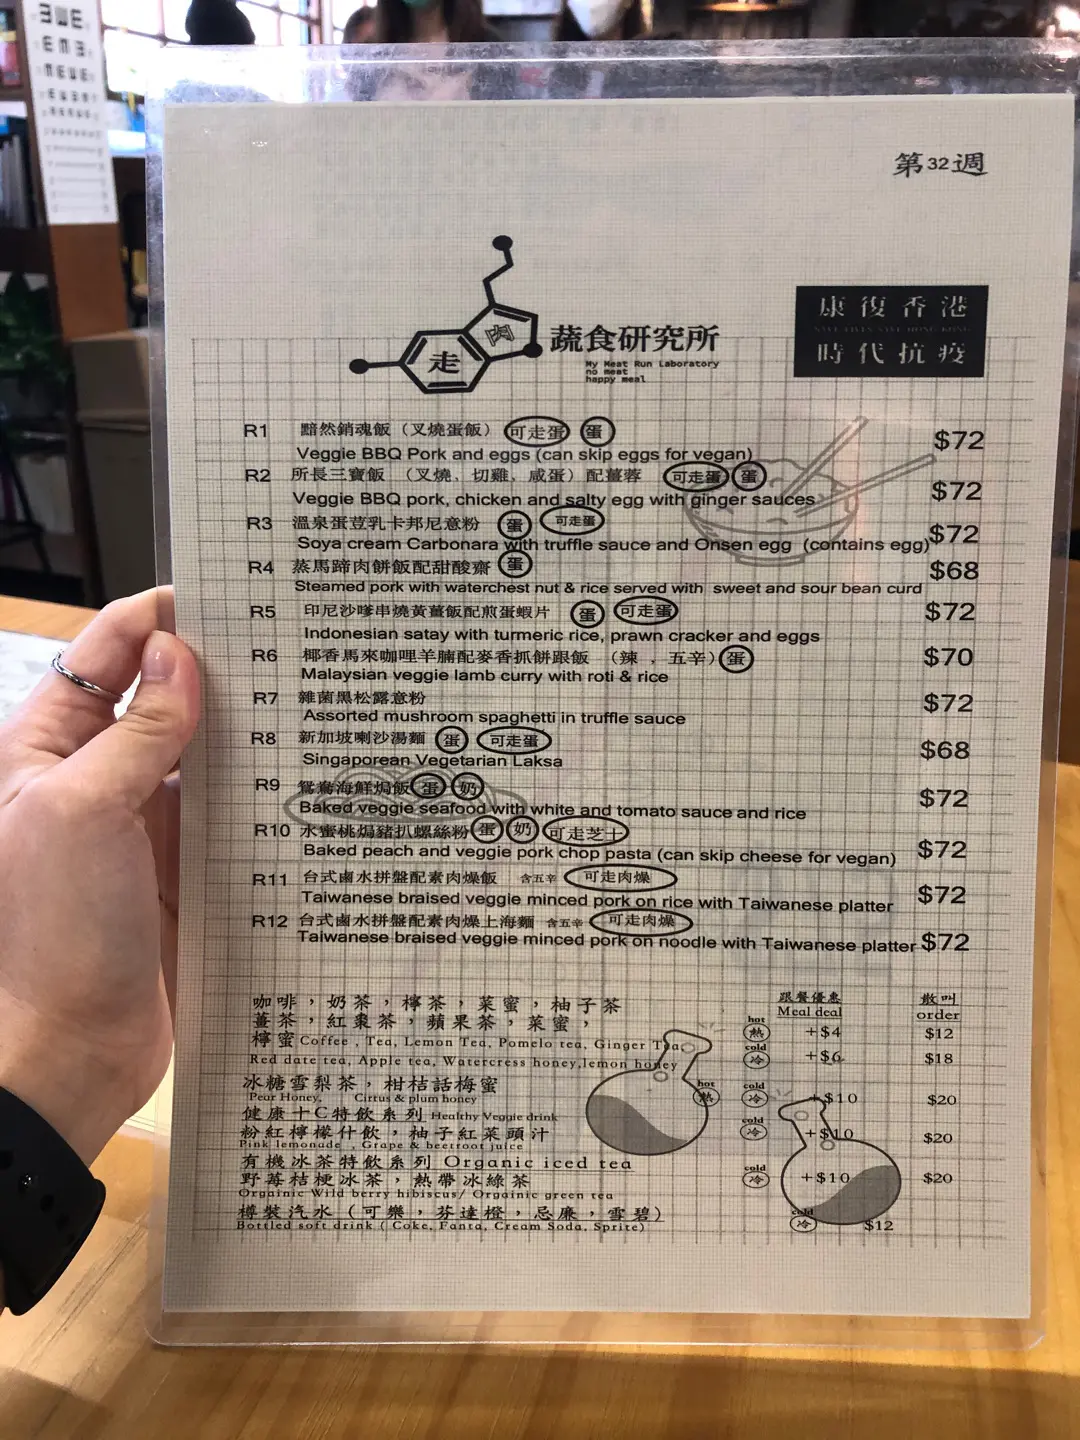 第32週
走
肉
蔬食研究所
My Meat Run Laboratory
no meat
happy meal
康復香港
SAVE LIVES SAVE HONG KONG
時代抗疫
R1 黯然銷魂飯（叉燒蛋飯） 可走蛋 蛋 $72
Veggie BBQ Pork and eggs (can skip eggs for vegan)
R2 所長三寶飯 （叉燒, 切雞, 咸蛋）配薑蓉 可走蛋 蛋 $72
Veggie BBQ pork, chicken and salty egg with ginger sauces
R3 溫泉蛋荳乳卡邦尼意粉 蛋 可走蛋 $72
Soya cream Carbonara with truffle sauce and Onsen egg (contains egg)
R4 蒸馬蹄肉餅飯配甜酸齋 蛋 $68
Steamed pork with waterchest nut & rice served with sweet and sour bean curd
R5 印尼沙嗲串燒黃薑飯配煎蛋蝦片 蛋 可走蛋 $72
Indonesian satay with turmeric rice, prawn cracker and eggs
R6 椰香馬來咖哩羊腩配麥香抓餅跟飯 （辣，五辛） 蛋 $70
Malaysian veggie lamb curry with roti & rice
R7 雜菌黑松露意粉 $72
Assorted mushroom spaghetti in truffle sauce
R8 新加坡喇沙湯麵 蛋 可走蛋 $68
Singaporean Vegetarian Laksa
R9 鴛鴦海鮮焗飯 蛋 奶 $72
Baked veggie seafood with white and tomato sauce and rice
R10 水蜜桃焗豬扒螺絲粉 蛋 奶 可走芝士 $72
Baked peach and veggie pork chop pasta (can skip cheese for vegan)
R11 台式鹵水拼盤配素肉燥飯 含五辛 可走肉燥 $72
Taiwanese braised veggie minced pork on rice with Taiwanese platter
R12 台式鹵水拼盤配素肉燥上海麵 含五辛 可走肉燥 $72
Taiwanese braised veggie minced pork on noodle with Taiwanese platter
跟餐優惠 散叫
Meal deal order
咖啡，奶茶，檸茶，菜蜜，柚子茶
薑茶，紅棗茶，蘋果茶，菜蜜， hot 熱 +$4 $12
檸蜜 Coffee , Tea, Lemon Tea, Pomelo tea, Ginger Tea,
Red date tea, Apple tea, Watercress honey,lemon honey cold 冷 +$6 $18
冰糖雪梨茶，柑桔話梅蜜 hot 熱 cold 冷 +$10 $20
Pear Honey, Cirtus & plum honey
健康十C特飲系列 Healthy Veggie drink
粉紅檸檬什飲，柚子紅菜頭汁 cold 冷 +$10 $20
Pink lemonade , Grape & beetroot juice
有機冰茶特飲系列 Organic iced tea
野莓桔梗冰茶，熱帶冰綠茶 cold 冷 +$10 $20
Orgainic Wild berry hibiscus/ Orgainic green tea
樽裝汽水（可樂，芬達橙，忌廉，雪碧） cold 冷 $12
Bottled soft drink ( Coke, Fanta, Cream Soda, Sprite)